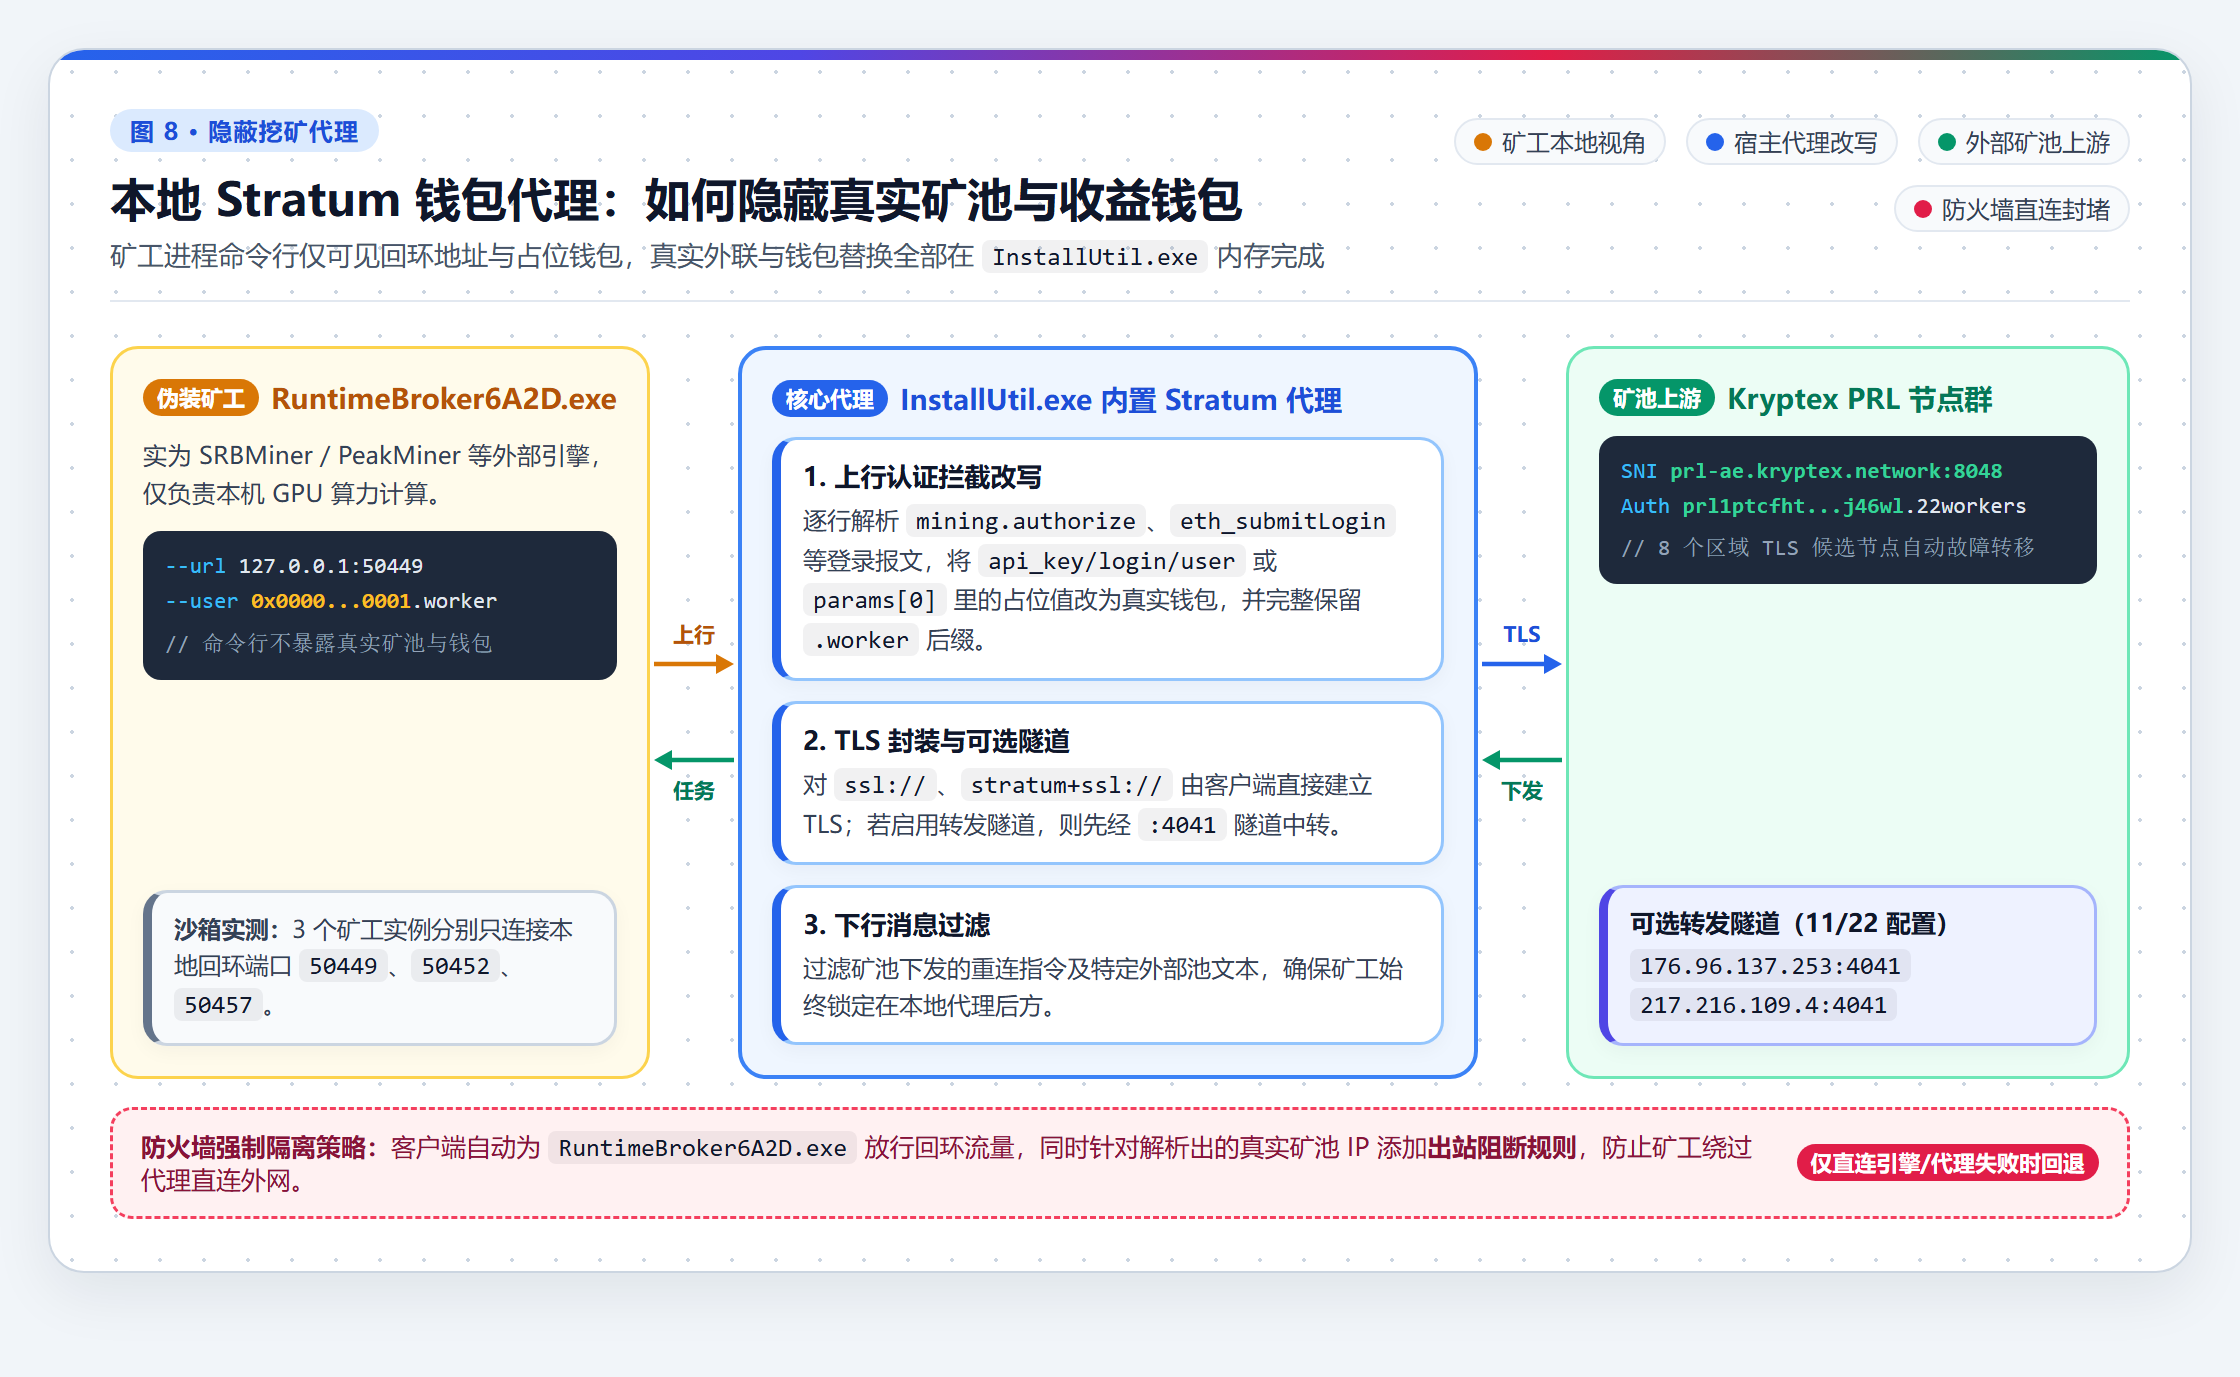 图 8 · 隐蔽挖矿代理
本地 Stratum 钱包代理：如何隐藏真实矿池与收益钱包
矿工进程命令行仅可见回环地址与占位钱包，真实外联与钱包替换全部在 InstallUtil.exe 内存完成
矿工本地视角
宿主代理改写
外部矿池上游
防火墙直连封堵
伪装矿工 RuntimeBroker6A2D.exe
实为 SRBMiner / PeakMiner 等外部引擎，
仅负责本机 GPU 算力计算。
--url 127.0.0.1:50449
--user 0x0000...0001.worker
// 命令行不暴露真实矿池与钱包
沙箱实测：3 个矿工实例分别只连接本
地回环端口 50449、50452、
50457。
上行
任务
核心代理 InstallUtil.exe 内置 Stratum 代理
1. 上行认证拦截改写
逐行解析 mining.authorize、eth_submitLogin
等登录报文，将 api_key/login/user 或
params[0] 里的占位值改为真实钱包，并完整保留
.worker 后缀。
2. TLS 封装与可选隧道
对 ssl://、stratum+ssl:// 由客户端直接建立
TLS；若启用转发隧道，则先经 :4041 隧道中转。
3. 下行消息过滤
过滤矿池下发的重连指令及特定外部池文本，确保矿工始
终锁定在本地代理后方。
TLS
下发
矿池上游 Kryptex PRL 节点群
SNI prl-ae.kryptex.network:8048
Auth prl1ptcfht...j46wl.22workers
// 8 个区域 TLS 候选节点自动故障转移
可选转发隧道（11/22 配置）
176.96.137.253:4041
217.216.109.4:4041
防火墙强制隔离策略：客户端自动为 RuntimeBroker6A2D.exe 放行回环流量，同时针对解析出的真实矿池 IP 添加出站阻断规则，防止矿工绕过
代理直连外网。
仅直连引擎/代理失败时回退